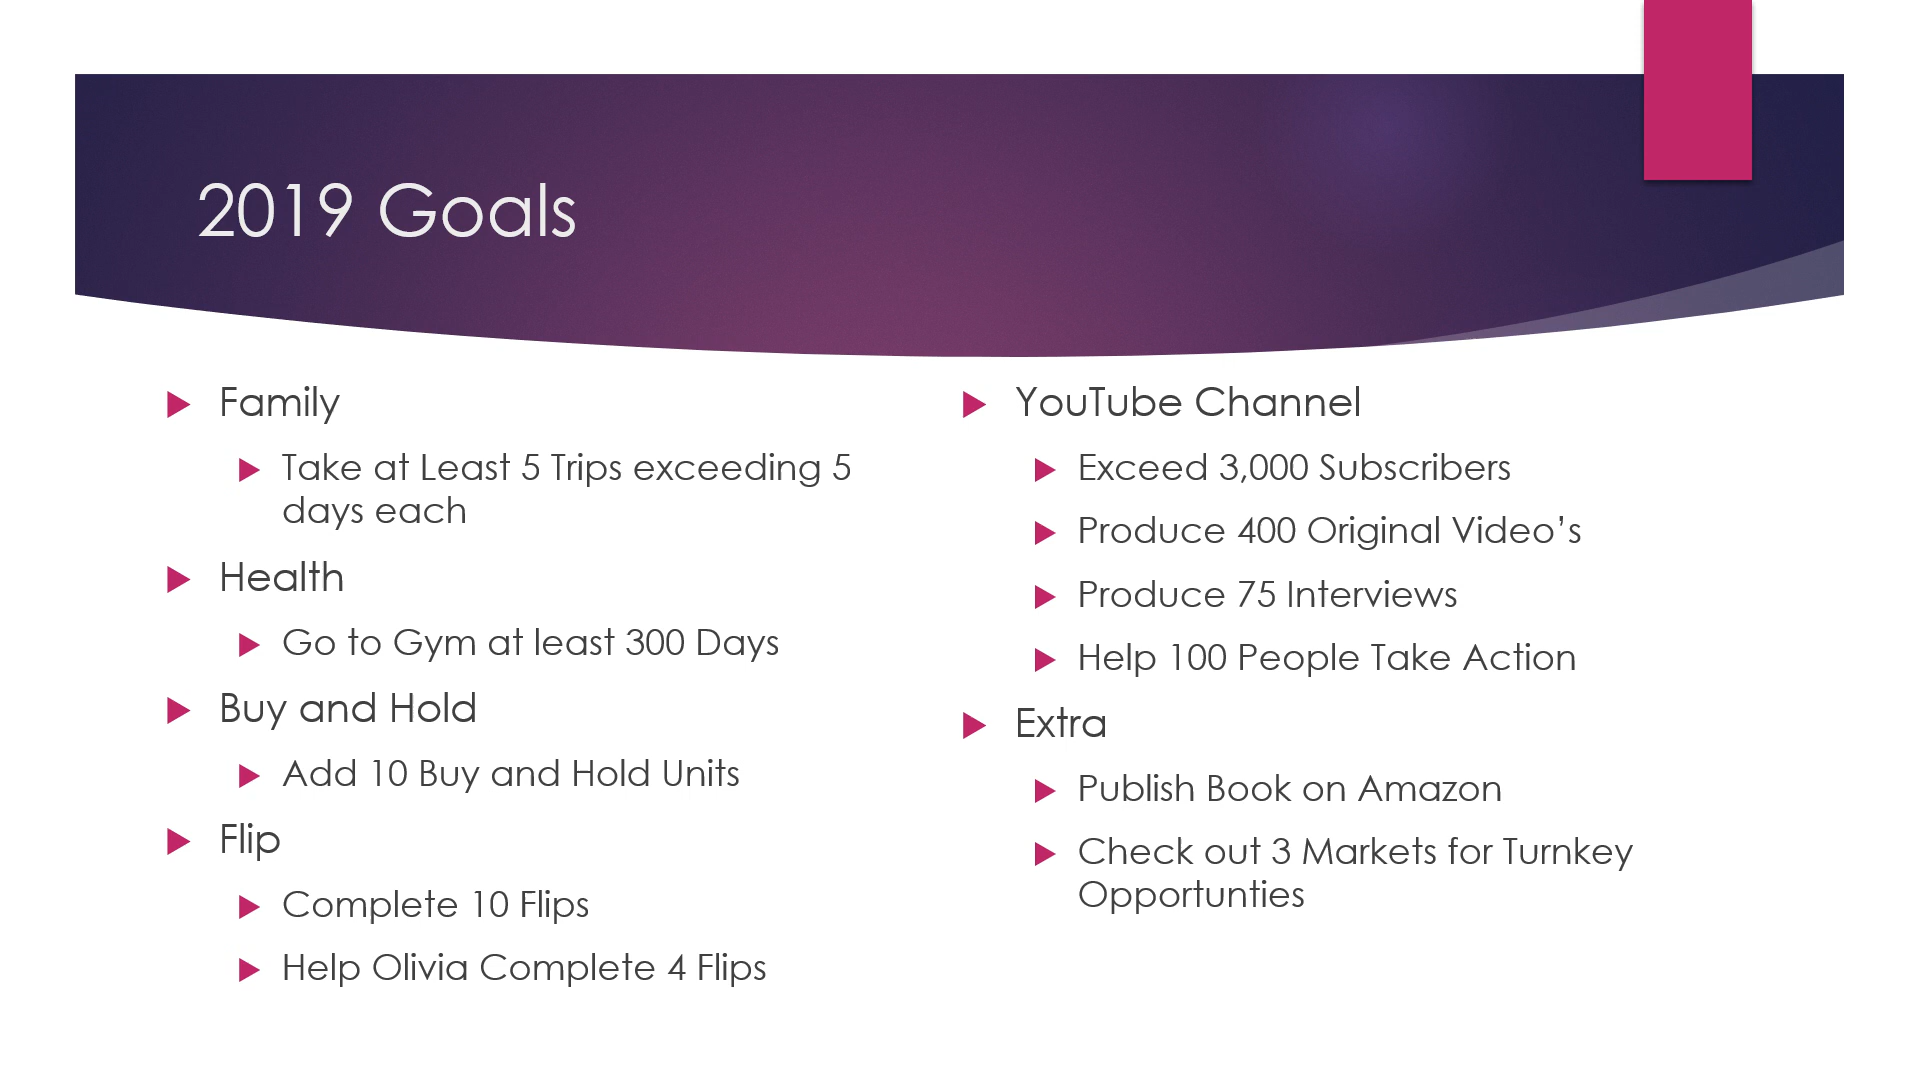 2019 Goals
Family
Take at Least 5 Trips exceeding 5
days each
Health
Go to Gym at least 300 Days
Buy and Hold
Add 10 Buy and Hold Units
Flip
Complete 10 Flips
Help Olivia Complete 4 Flips
YouTube Channel
Exceed 3,000 Subscribers
Produce 400 Original Video’s
Produce 75 Interviews
Help 100 People Take Action
Extra
Publish Book on Amazon
Check out 3 Markets for Turnkey
Opportunties